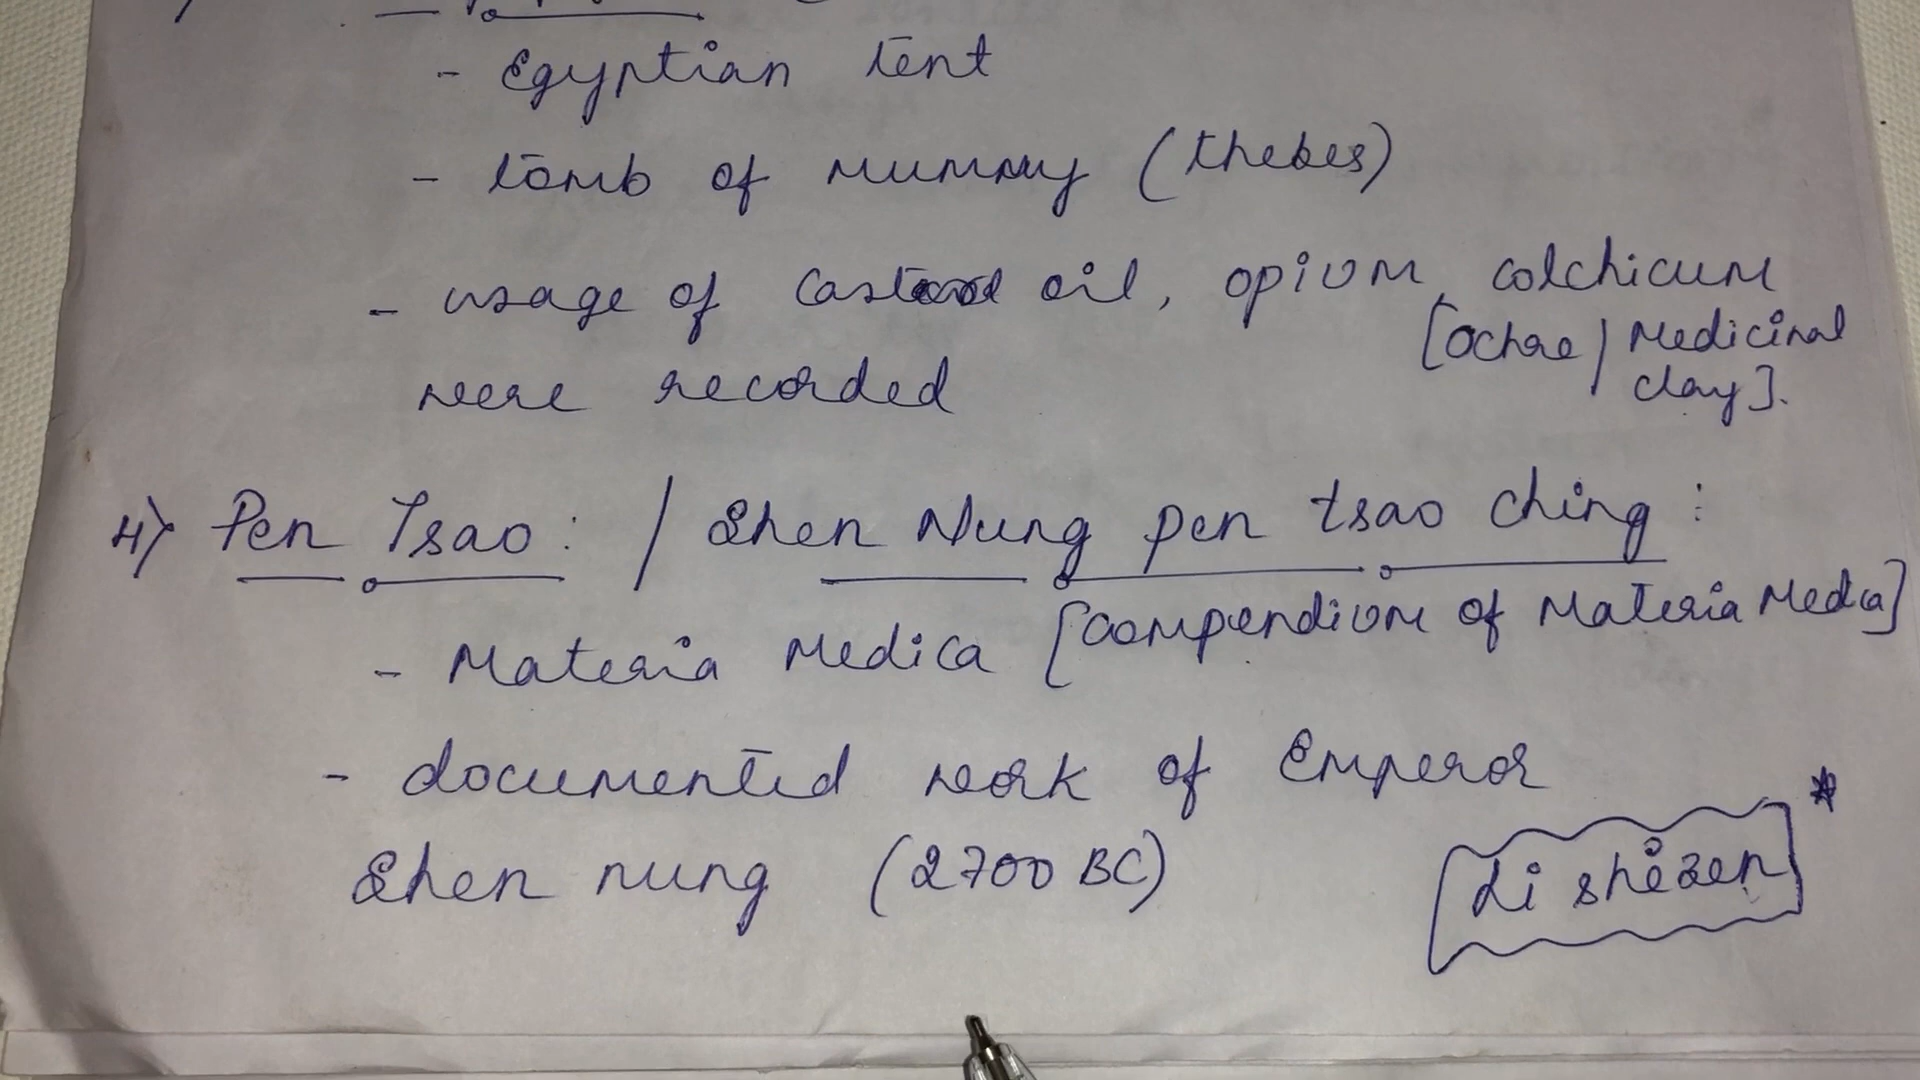 - Egyptian tent
- tomb of mummy (thebes)
- usage of Castor oil, opium, colchicum
[Ochre / Medicinal
clay].
were recorded
4) Pen Tsao: / Shen Nung pen tsao ching:
- Materia Medica [Compendium of Materia Medica]
- documented work of Emperor
Shen nung (2700 BC)
Li shizen *